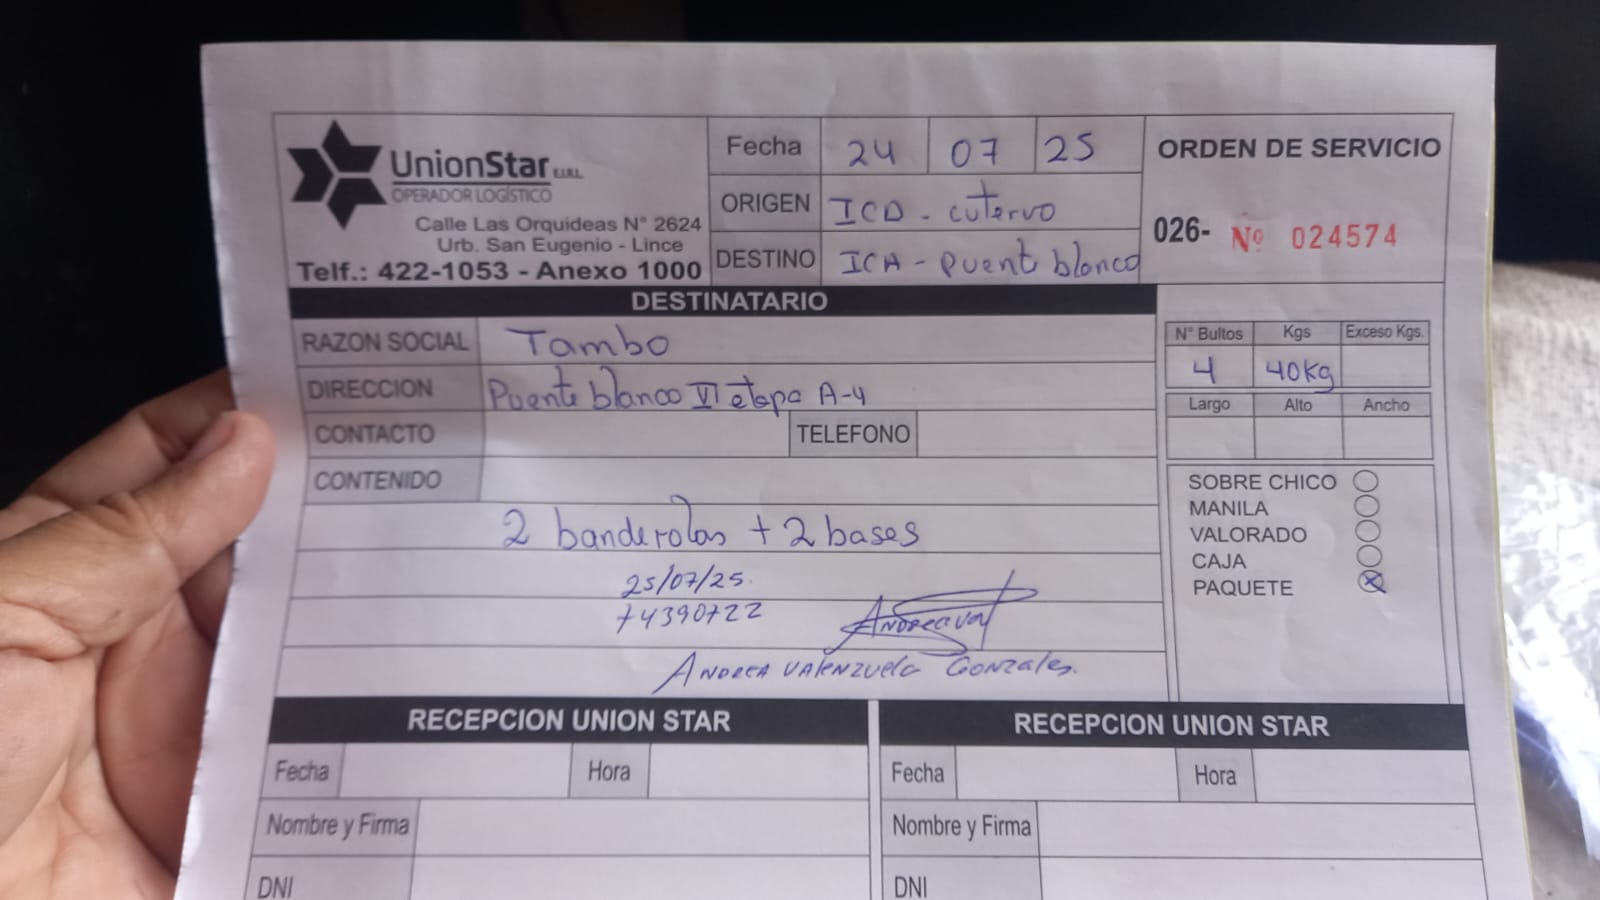 UnionStar E.I.R.L.
OPERADOR LOGÍSTICO
Calle Las Orquideas N° 2624
Urb. San Eugenio - Lince
Telf.: 422-1053 - Anexo 1000
Fecha 24 07 25
ORIGEN ICD - cutervo
DESTINO ICA - Puente blanco
ORDEN DE SERVICIO
026- Nº 024574
DESTINATARIO
RAZON SOCIAL Tambo
DIRECCION Puente blanco VI etapa A-4
CONTACTO TELEFONO
CONTENIDO
2 banderolas + 2 bases
25/07/25.
74390722
Andrea Valenzuela Gonzales.
N° Bultos Kgs Exceso Kgs.
4 40kg
Largo Alto Ancho
SOBRE CHICO
MANILA
VALORADO
CAJA
PAQUETE X
RECEPCION UNION STAR
Fecha Hora
Nombre y Firma
DNI
RECEPCION UNION STAR
Fecha Hora
Nombre y Firma
DNI